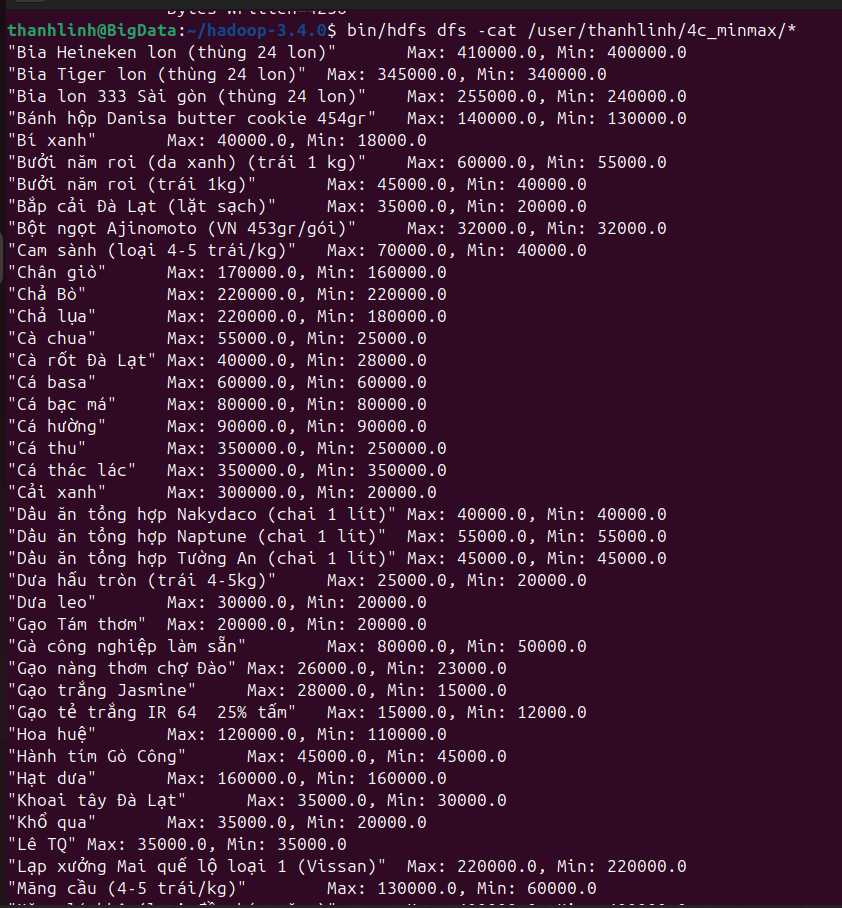 thanhlinh@BigData:~/hadoop-3.4.0$ bin/hdfs dfs -cat /user/thanhlinh/4c_minmax/*
"Bia Heineken lon (thùng 24 lon)" Max: 410000.0, Min: 400000.0
"Bia Tiger lon (thùng 24 lon)" Max: 345000.0, Min: 340000.0
"Bia lon 333 Sài gòn (thùng 24 lon)" Max: 255000.0, Min: 240000.0
"Bánh hộp Danisa butter cookie 454gr" Max: 140000.0, Min: 130000.0
"Bí xanh" Max: 40000.0, Min: 18000.0
"Bưởi năm roi (da xanh) (trái 1 kg)" Max: 60000.0, Min: 55000.0
"Bưởi năm roi (trái 1kg)" Max: 45000.0, Min: 40000.0
"Bắp cải Đà Lạt (lặt sạch)" Max: 35000.0, Min: 20000.0
"Bột ngọt Ajinomoto (VN 453gr/gói)" Max: 32000.0, Min: 32000.0
"Cam sành (loại 4-5 trái/kg)" Max: 70000.0, Min: 40000.0
"Chân giò" Max: 170000.0, Min: 160000.0
"Chả Bò" Max: 220000.0, Min: 220000.0
"Chả lụa" Max: 220000.0, Min: 180000.0
"Cà chua" Max: 55000.0, Min: 25000.0
"Cà rốt Đà Lạt" Max: 40000.0, Min: 28000.0
"Cá basa" Max: 60000.0, Min: 60000.0
"Cá bạc má" Max: 80000.0, Min: 80000.0
"Cá hường" Max: 90000.0, Min: 90000.0
"Cá thu" Max: 350000.0, Min: 250000.0
"Cá thác lác" Max: 350000.0, Min: 350000.0
"Cải xanh" Max: 300000.0, Min: 20000.0
"Dầu ăn tổng hợp Nakydaco (chai 1 lít)" Max: 40000.0, Min: 40000.0
"Dầu ăn tổng hợp Naptune (chai 1 lít)" Max: 55000.0, Min: 55000.0
"Dầu ăn tổng hợp Tường An (chai 1 lít)" Max: 45000.0, Min: 45000.0
"Dưa hấu tròn (trái 4-5kg)" Max: 25000.0, Min: 20000.0
"Dưa leo" Max: 30000.0, Min: 20000.0
"Gạo Tám thơm" Max: 20000.0, Min: 20000.0
"Gà công nghiệp làm sẵn" Max: 80000.0, Min: 50000.0
"Gạo nàng thơm chợ Đào" Max: 26000.0, Min: 23000.0
"Gạo trắng Jasmine" Max: 28000.0, Min: 15000.0
"Gạo tẻ trắng IR 64  25% tấm" Max: 15000.0, Min: 12000.0
"Hoa huệ" Max: 120000.0, Min: 110000.0
"Hành tím Gò Công" Max: 45000.0, Min: 45000.0
"Hạt dưa" Max: 160000.0, Min: 160000.0
"Khoai tây Đà Lạt" Max: 35000.0, Min: 30000.0
"Khổ qua" Max: 35000.0, Min: 20000.0
"Lê TQ" Max: 35000.0, Min: 35000.0
"Lạp xưởng Mai quế lộ loại 1 (Vissan)" Max: 220000.0, Min: 220000.0
"Mãng cầu (4-5 trái/kg)" Max: 130000.0, Min: 60000.0